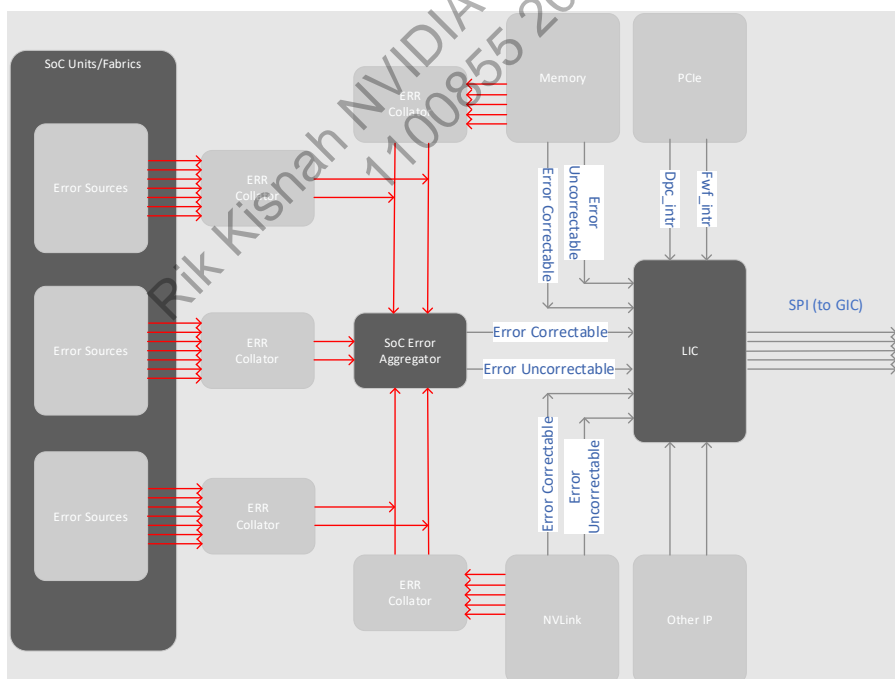 SoC Units/Fabrics
Error Sources
Error Sources
Error Sources
ERR
Collator
ERR
Collator
ERR
Collator
ERR
Collator
ERR
Collator
Memory
PCIe
Error Correctable
Error
Uncorrectable
Dpc_intr
Fwf_intr
SoC Error
Aggregator
Error Correctable
Error Uncorrectable
LIC
SPI (to GIC)
Error Correctable
Error
Uncorrectable
NVLink
Other IP
Rik Kisnah NVIDIA
1100855 20